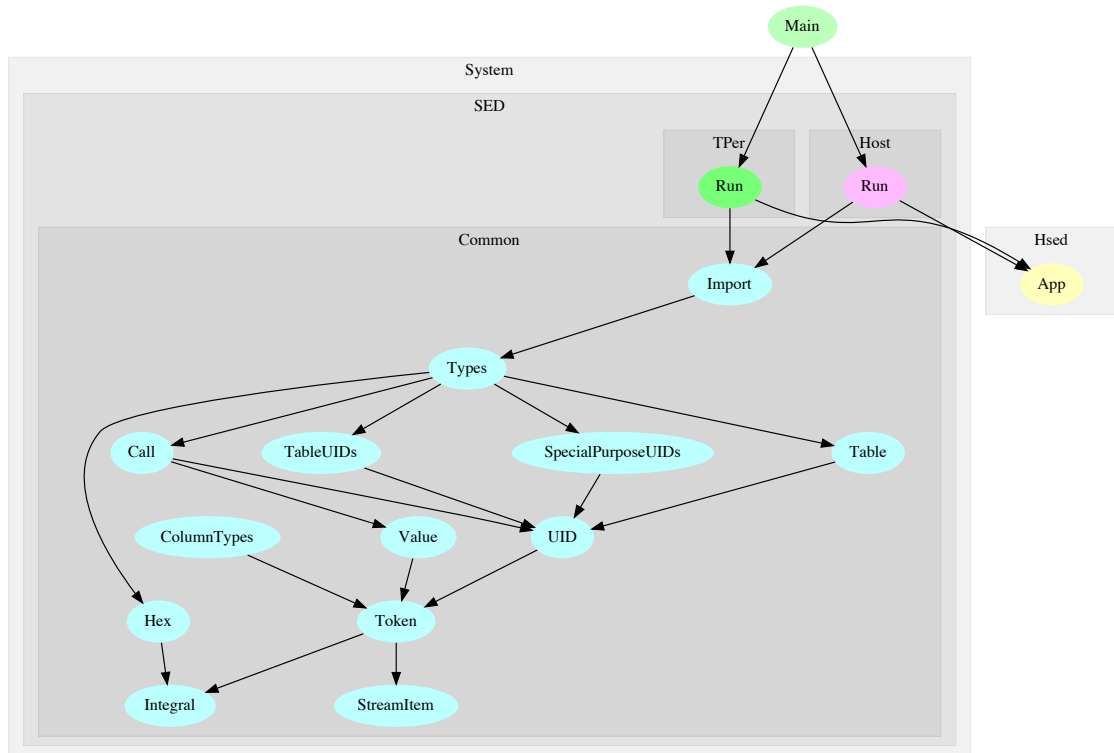 Main
System
SED
TPer
Host
Run
Run
Common
Hsed
Import
App
Types
Call
TableUIDs
SpecialPurposeUIDs
Table
ColumnTypes
Value
UID
Hex
Token
Integral
StreamItem